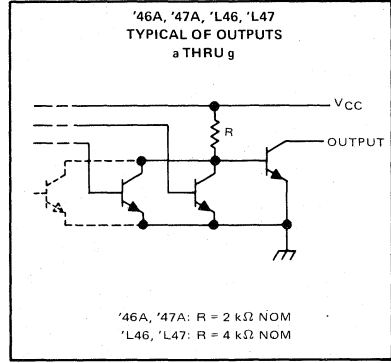 '46A, '47A, 'L46, 'L47
TYPICAL OF OUTPUTS
a THRU g
VCC
R
OUTPUT
'46A, '47A: R = 2 kΩ NOM
'L46, 'L47: R = 4 kΩ NOM